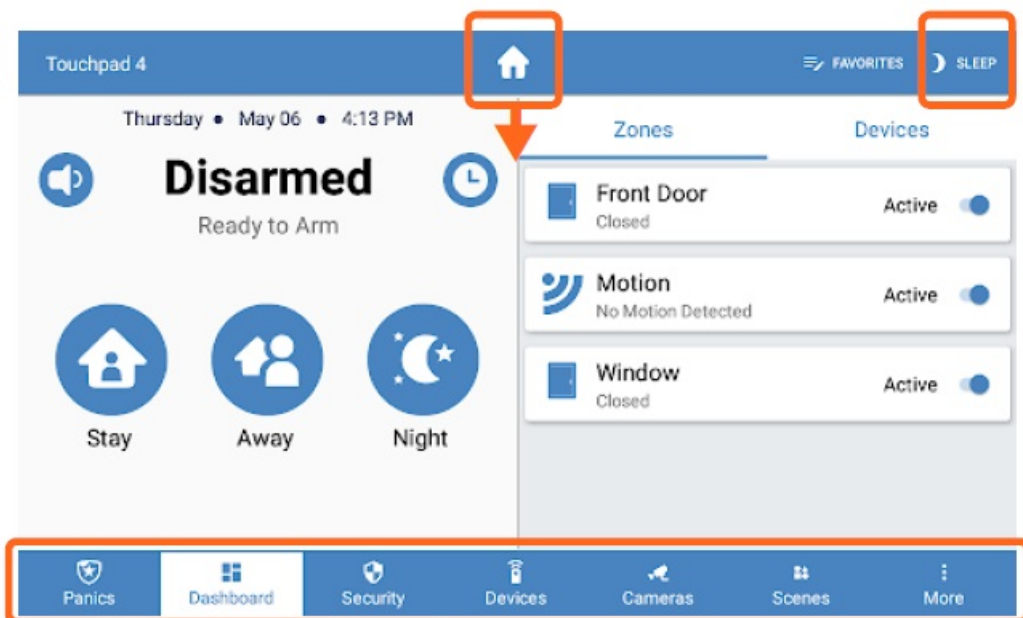 Touchpad 4
FAVORITES
SLEEP
Thursday • May 06 • 4:13 PM
Disarmed
Ready to Arm
Stay
Away
Night
Zones
Devices
Front Door
Closed
Active
Motion
No Motion Detected
Active
Window
Closed
Active
Panics
Dashboard
Security
Devices
Cameras
Scenes
More